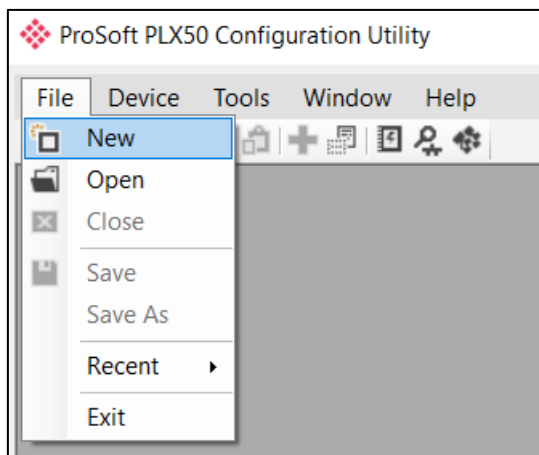 ProSoft PLX50 Configuration Utility
File Device Tools Window Help
New
Open
Close
Save
Save As
Recent
Exit